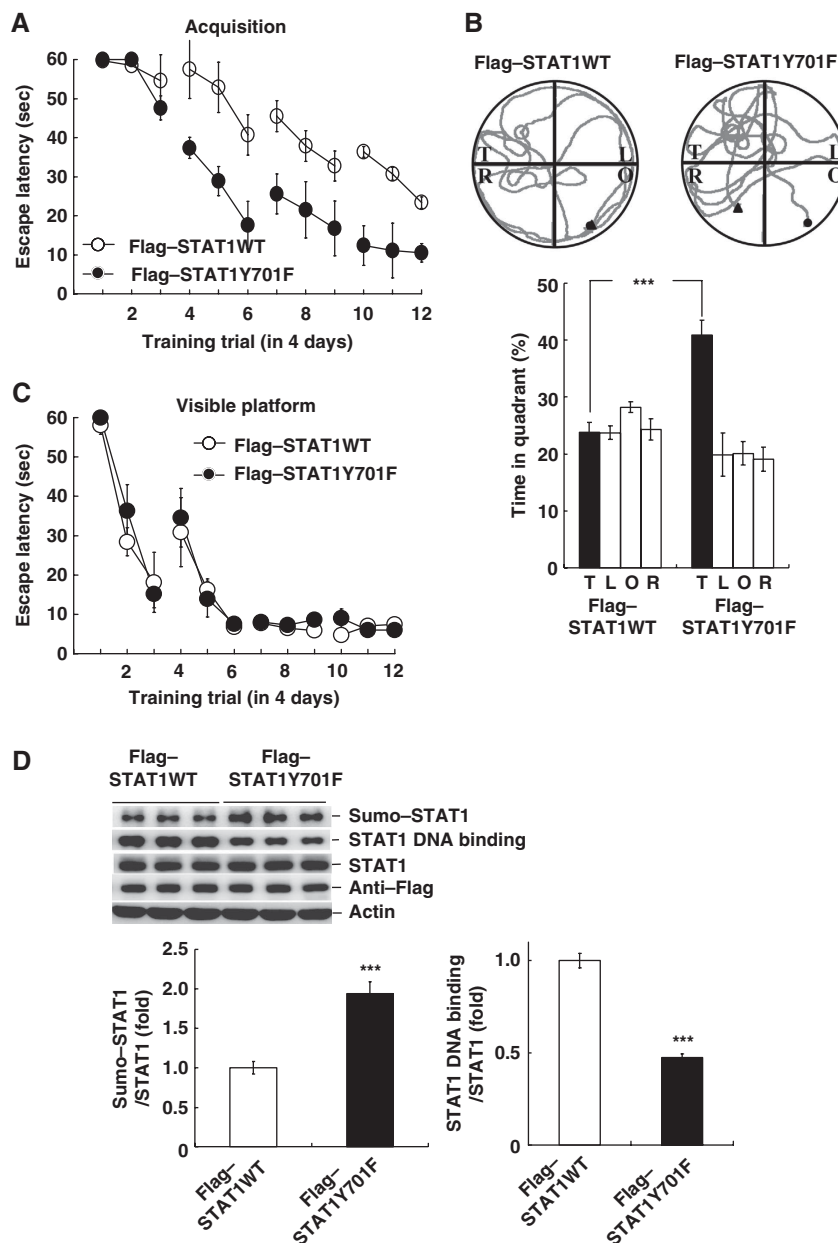 A
Acquisition
Escape latency (sec)
60
50
40
30
20
10
0
Flag–STAT1WT
Flag–STAT1Y701F
2 4 6 8 10 12
Training trial (in 4 days)
B
Flag–STAT1WT
T L
R O
Flag–STAT1Y701F
T L
R O
Time in quadrant (%)
50
40
30
20
10
0
***
T L O R T L O R
Flag–
STAT1WT
Flag–
STAT1Y701F
C
Visible platform
Escape latency (sec)
60
50
40
30
20
10
0
Flag–STAT1WT
Flag–STAT1Y701F
2 4 6 8 10 12
Training trial (in 4 days)
D
Flag–
STAT1WT
Flag–
STAT1Y701F
Sumo–STAT1
STAT1 DNA binding
STAT1
Anti–Flag
Actin
Sumo–STAT1
/STAT1 (fold)
2.5
2.0
1.5
1.0
0.5
0
***
Flag–
STAT1WT
Flag–
STAT1Y701F
STAT1 DNA binding
/STAT1 (fold)
1.0
0.5
0
***
Flag–
STAT1WT
Flag–
STAT1Y701F